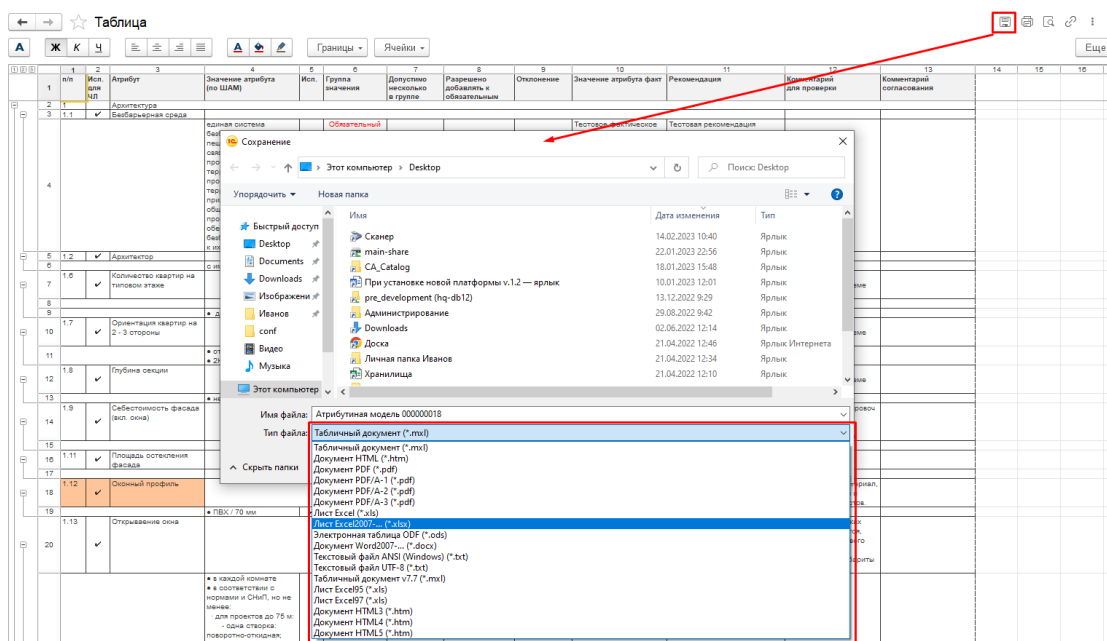 Таблица
А Ж К Ч А Границы Ячейки Еще
1 2 3 4 5 6 7 8 9 10 11 12 13 14 15 16
1 п/п Исп. для ЧЛ Атрибут Значение атрибута (по ШАМ) Исп. Группа значения Допустимо несколько в группе Разрешено добавлять к обязательным Отклонение Значение атрибута факт Рекомендация Комментарий для проверки Комментарий согласования
2 1 Архитектура
3 1.1 ✔ Безбарьерная среда
единая система Обязательный Тестовое фактическое Тестовая рекомендация
4
5 1.2 ✔ Архитектор
6
7 1.6 ✔ Количество квартир на типовом этаже
8
9
10 1.7 ✔ Ориентация квартир на 2 - 3 стороны
11
12 1.8 ✔ Глубина секции
13
14 1.9 ✔ Себестоимость фасада (вкл. окна)
15
16 1.11 ✔ Площадь остекления фасада
17
18 1.12 ✔ Оконный профиль
19 ● ПВХ / 70 мм
20 1.13 ✔ Открывание окна
● в каждой комнате
● в соответствии с
нормами и СНиП, но не
менее:
- для проектов до 75 м:
- одна створка:
поворотно-откидная;
Сохранение
Этот компьютер › Desktop Поиск: Desktop
Упорядочить Новая папка
Имя Дата изменения Тип
Быстрый доступ
Desktop
Documents
Downloads
Изображени
Иванов
conf
Видео
Музыка
Этот компьютер
Сканер 14.02.2023 10:40 Ярлык
main-share 22.01.2023 22:56 Ярлык
CA_Catalog 18.01.2023 15:48 Ярлык
При установке новой платформы v.1.2 — ярлык 10.01.2023 12:01 Ярлык
pre_development (hq-db12) 13.12.2022 9:29 Ярлык
Администрирование 29.08.2022 9:42 Ярлык
Downloads 02.06.2022 12:14 Ярлык
Доска 21.04.2022 12:46 Ярлык Интернета
Личная папка Иванов 21.04.2022 12:34 Ярлык
Хранилища 21.04.2022 12:10 Ярлык
Имя файла: Атрибутиная модель 000000018
Тип файла: Табличный документ (*.mxl)
Скрыть папки
Табличный документ (*.mxl)
Документ HTML (*.htm)
Документ PDF (*.pdf)
Документ PDF/A-1 (*.pdf)
Документ PDF/A-2 (*.pdf)
Документ PDF/A-3 (*.pdf)
Лист Excel (*.xls)
Лист Excel2007-... (*.xlsx)
Электронная таблица ODF (*.ods)
Документ Word2007-... (*.docx)
Текстовый файл ANSI (Windows) (*.txt)
Текстовый файл UTF-8 (*.txt)
Табличный документ v7.7 (*.mxl)
Лист Excel95 (*.xls)
Лист Excel97 (*.xls)
Документ HTML3 (*.htm)
Документ HTML4 (*.htm)
Документ HTML5 (*.htm)